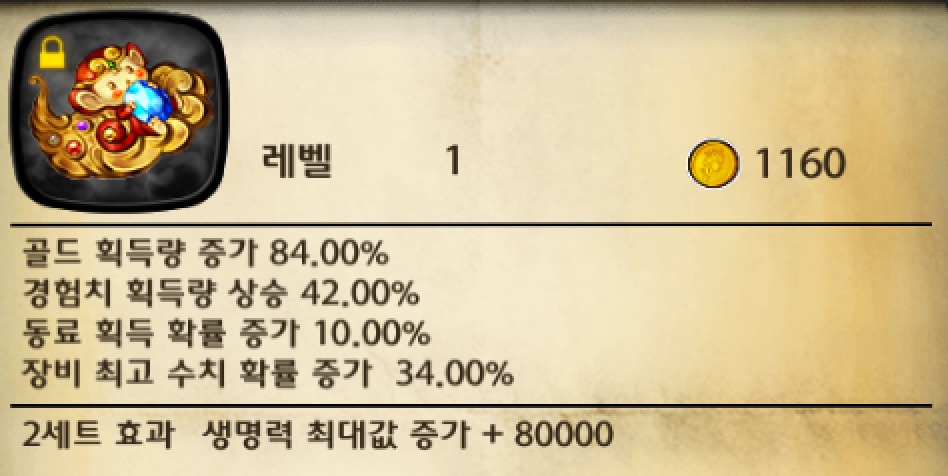 레벨 1 1160
골드 획득량 증가 84.00%
경험치 획득량 상승 42.00%
동료 획득 확률 증가 10.00%
장비 최고 수치 확률 증가 34.00%
2세트 효과 생명력 최대값 증가 + 80000